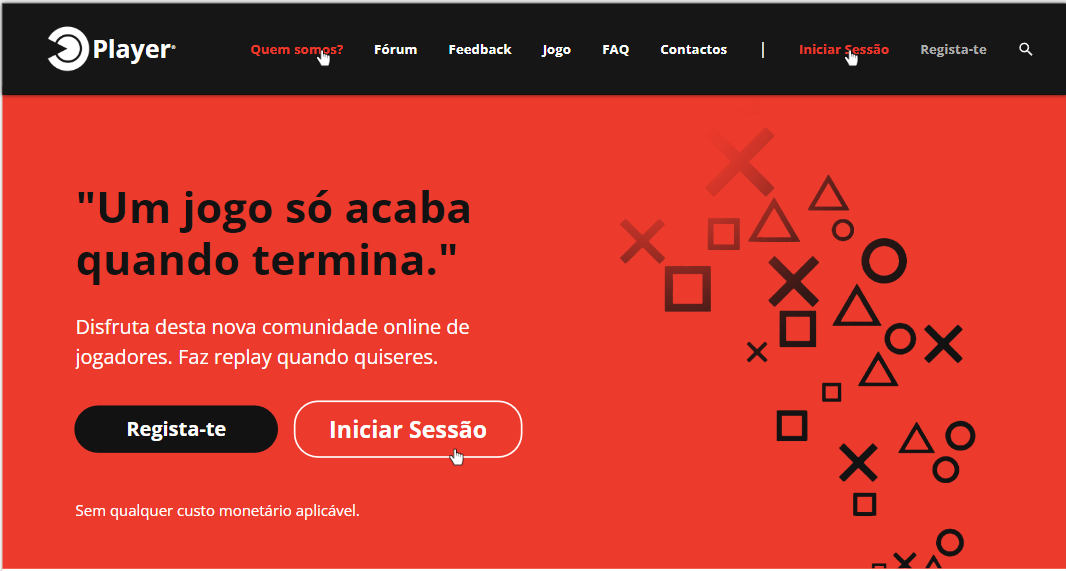 Player®
Quem somos? Fórum Feedback Jogo FAQ Contactos | Iniciar Sessão Regista-te
"Um jogo só acaba
quando termina."
Disfruta desta nova comunidade online de
jogadores. Faz replay quando quiseres.
Regista-te Iniciar Sessão
Sem qualquer custo monetário aplicável.